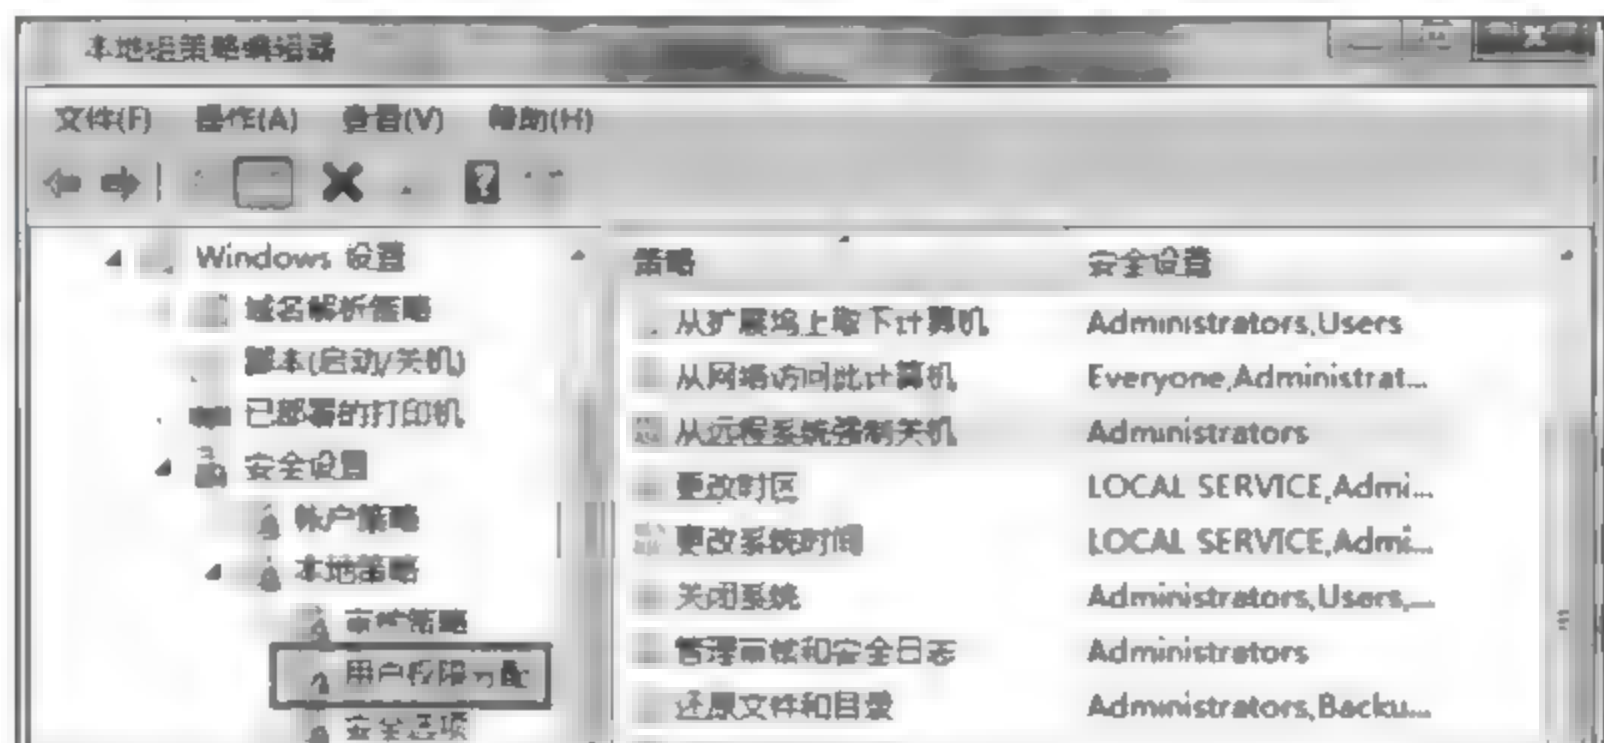 本地组策略编辑器
文件(F) 操作(A) 查看(V) 帮助(H)
Windows 设置
域名解析策略
脚本(启动/关机)
已部署的打印机
安全设置
帐户策略
本地策略
审核策略
用户权限分配
安全选项
策略 安全设置
从扩展坞上取下计算机 Administrators,Users
从网络访问此计算机 Everyone,Administrat...
从远程系统强制关机 Administrators
更改时区 LOCAL SERVICE,Admi...
更改系统时间 LOCAL SERVICE,Admi...
关闭系统 Administrators,Users,...
管理审核和安全日志 Administrators
还原文件和目录 Administrators,Backu...